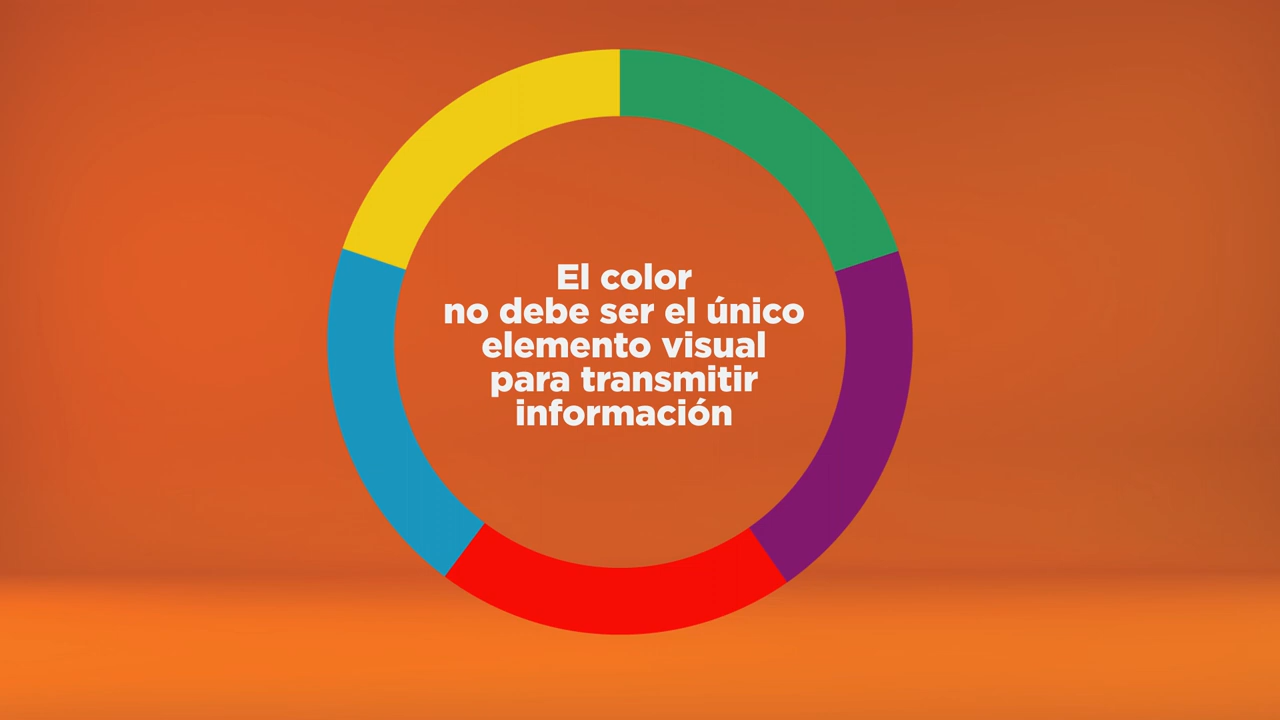 El color
no debe ser el único
elemento visual
para transmitir
información